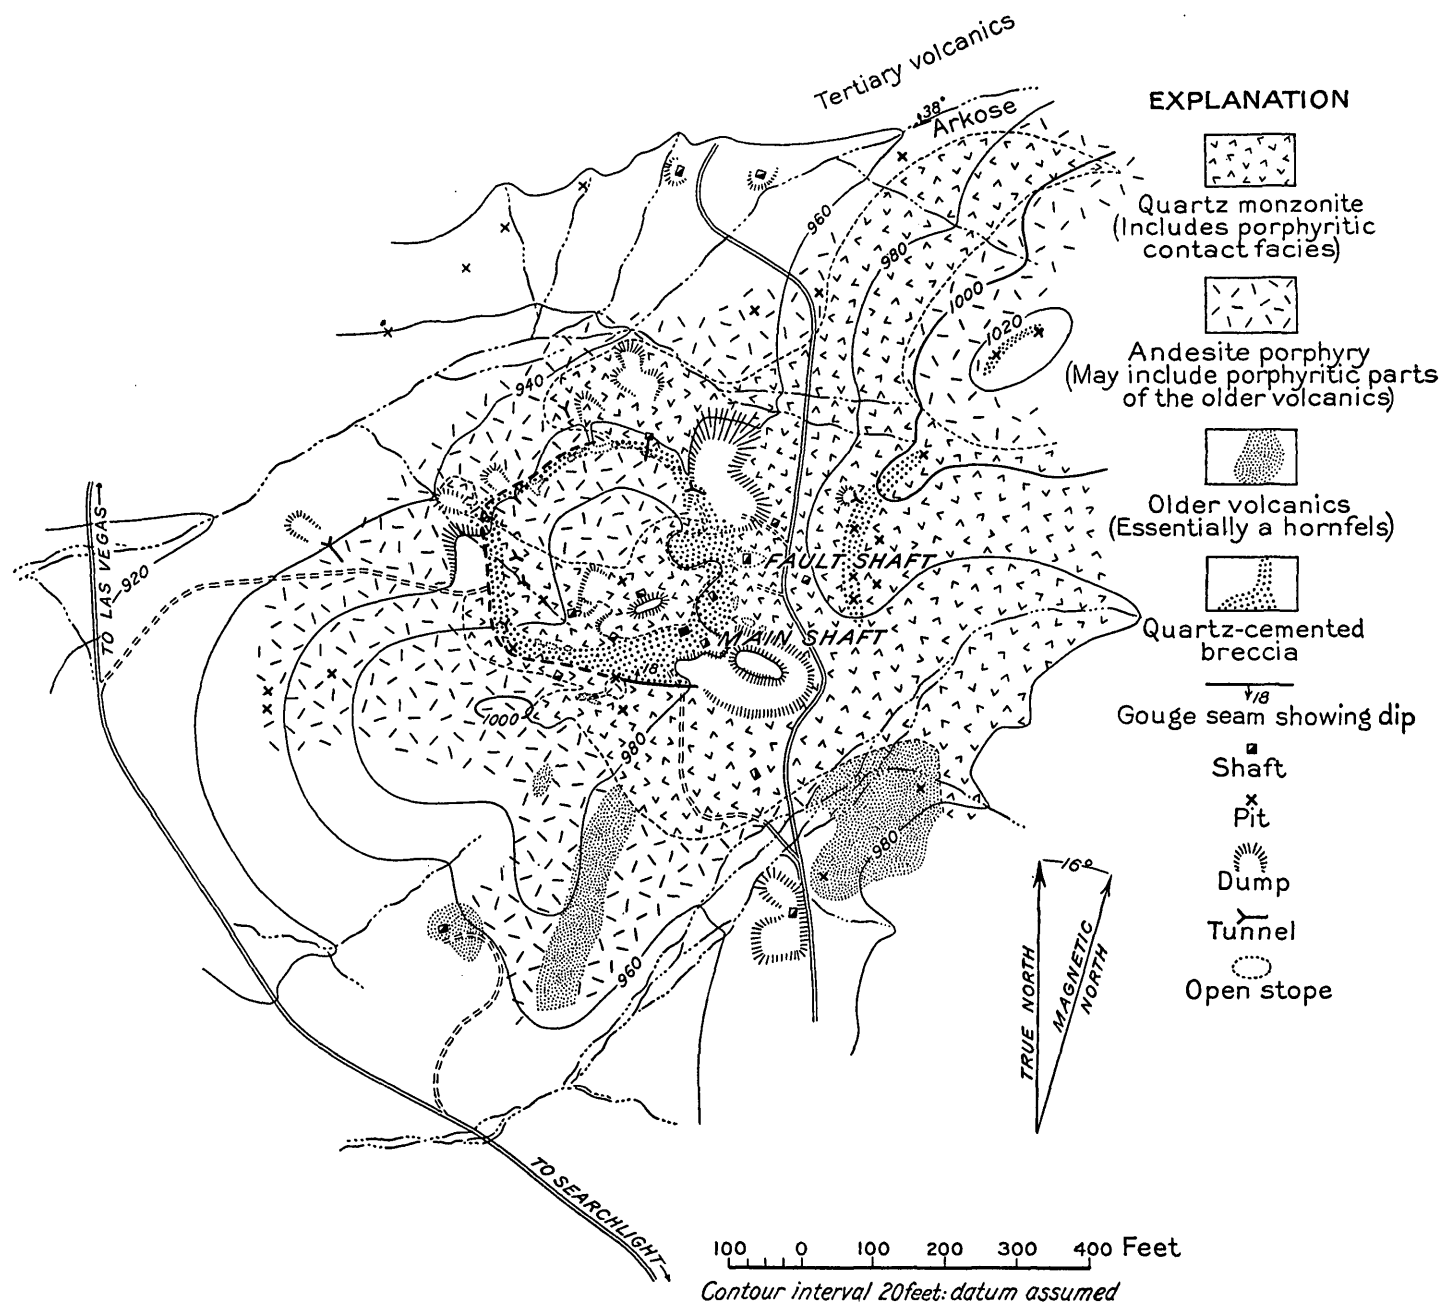 Tertiary volcanics
38°
Arkose
EXPLANATION
Quartz monzonite
(Includes porphyritic
contact facies)
Andesite porphyry
(May include porphyritic parts
of the older volcanics)
Older volcanics
(Essentially a hornfels)
Quartz-cemented
breccia
18
Gouge seam showing dip
Shaft
Pit
Dump
Tunnel
Open stope
960
980
1000
1020
940
TO LAS VEGAS
920
FAULT SHAFT
MAIN SHAFT
18
1000
980
980
960
16°
TRUE NORTH
MAGNETIC
NORTH
TO SEARCHLIGHT
100 0 100 200 300 400 Feet
Contour interval 20 feet: datum assumed